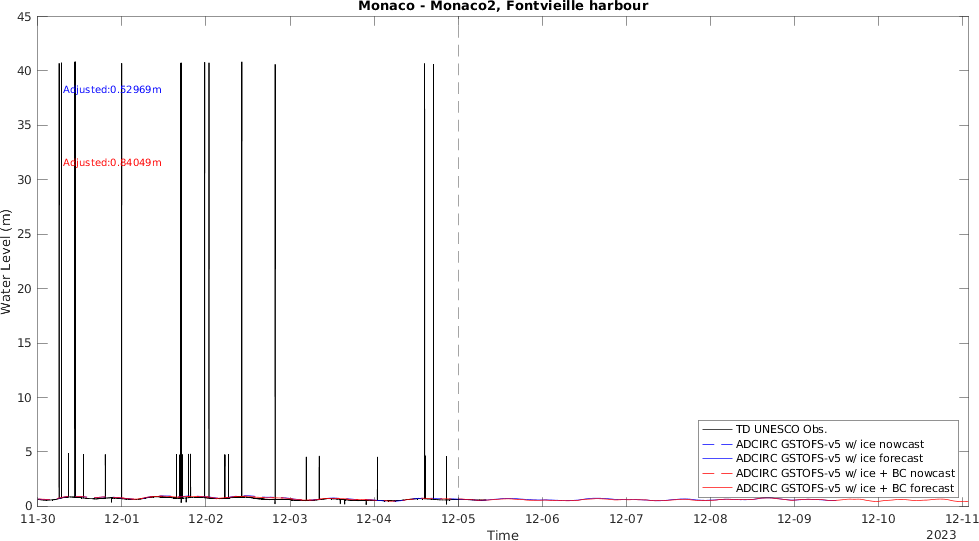 Monaco - Monaco2, Fontvieille harbour
45
40
35
30
25
20
15
10
5
0
Water Level (m)
Adjusted:0.62969m
Adjusted:0.84049m
TD UNESCO Obs.
ADCIRC GSTOFS-v5 w/ ice nowcast
ADCIRC GSTOFS-v5 w/ ice forecast
ADCIRC GSTOFS-v5 w/ ice + BC nowcast
ADCIRC GSTOFS-v5 w/ ice + BC forecast
11-30 12-01 12-02 12-03 12-04 12-05 12-06 12-07 12-08 12-09 12-10 12-11
Time
2023